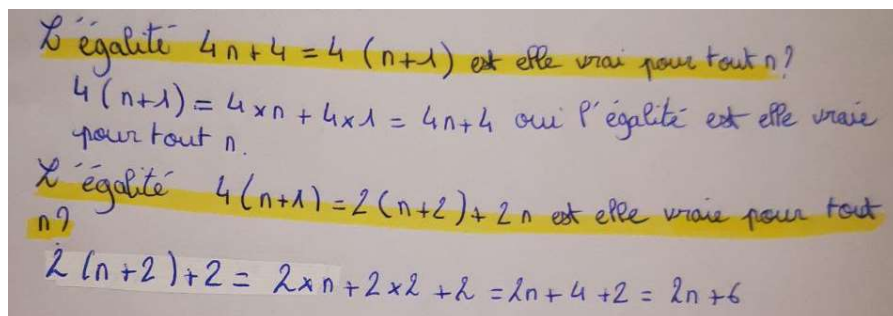 L'égalité 4n+4 = 4 (n+1) est elle vrai pour tout n?
4(n+1) = 4×n + 4×1 = 4n+4 oui l'égalité est elle vraie
pour tout n.
L'égalité 4(n+1) = 2(n+2)+2n est elle vraie pour tout
n?
2(n+2)+2 = 2×n+2×2+2 = 2n+4+2 = 2n+6